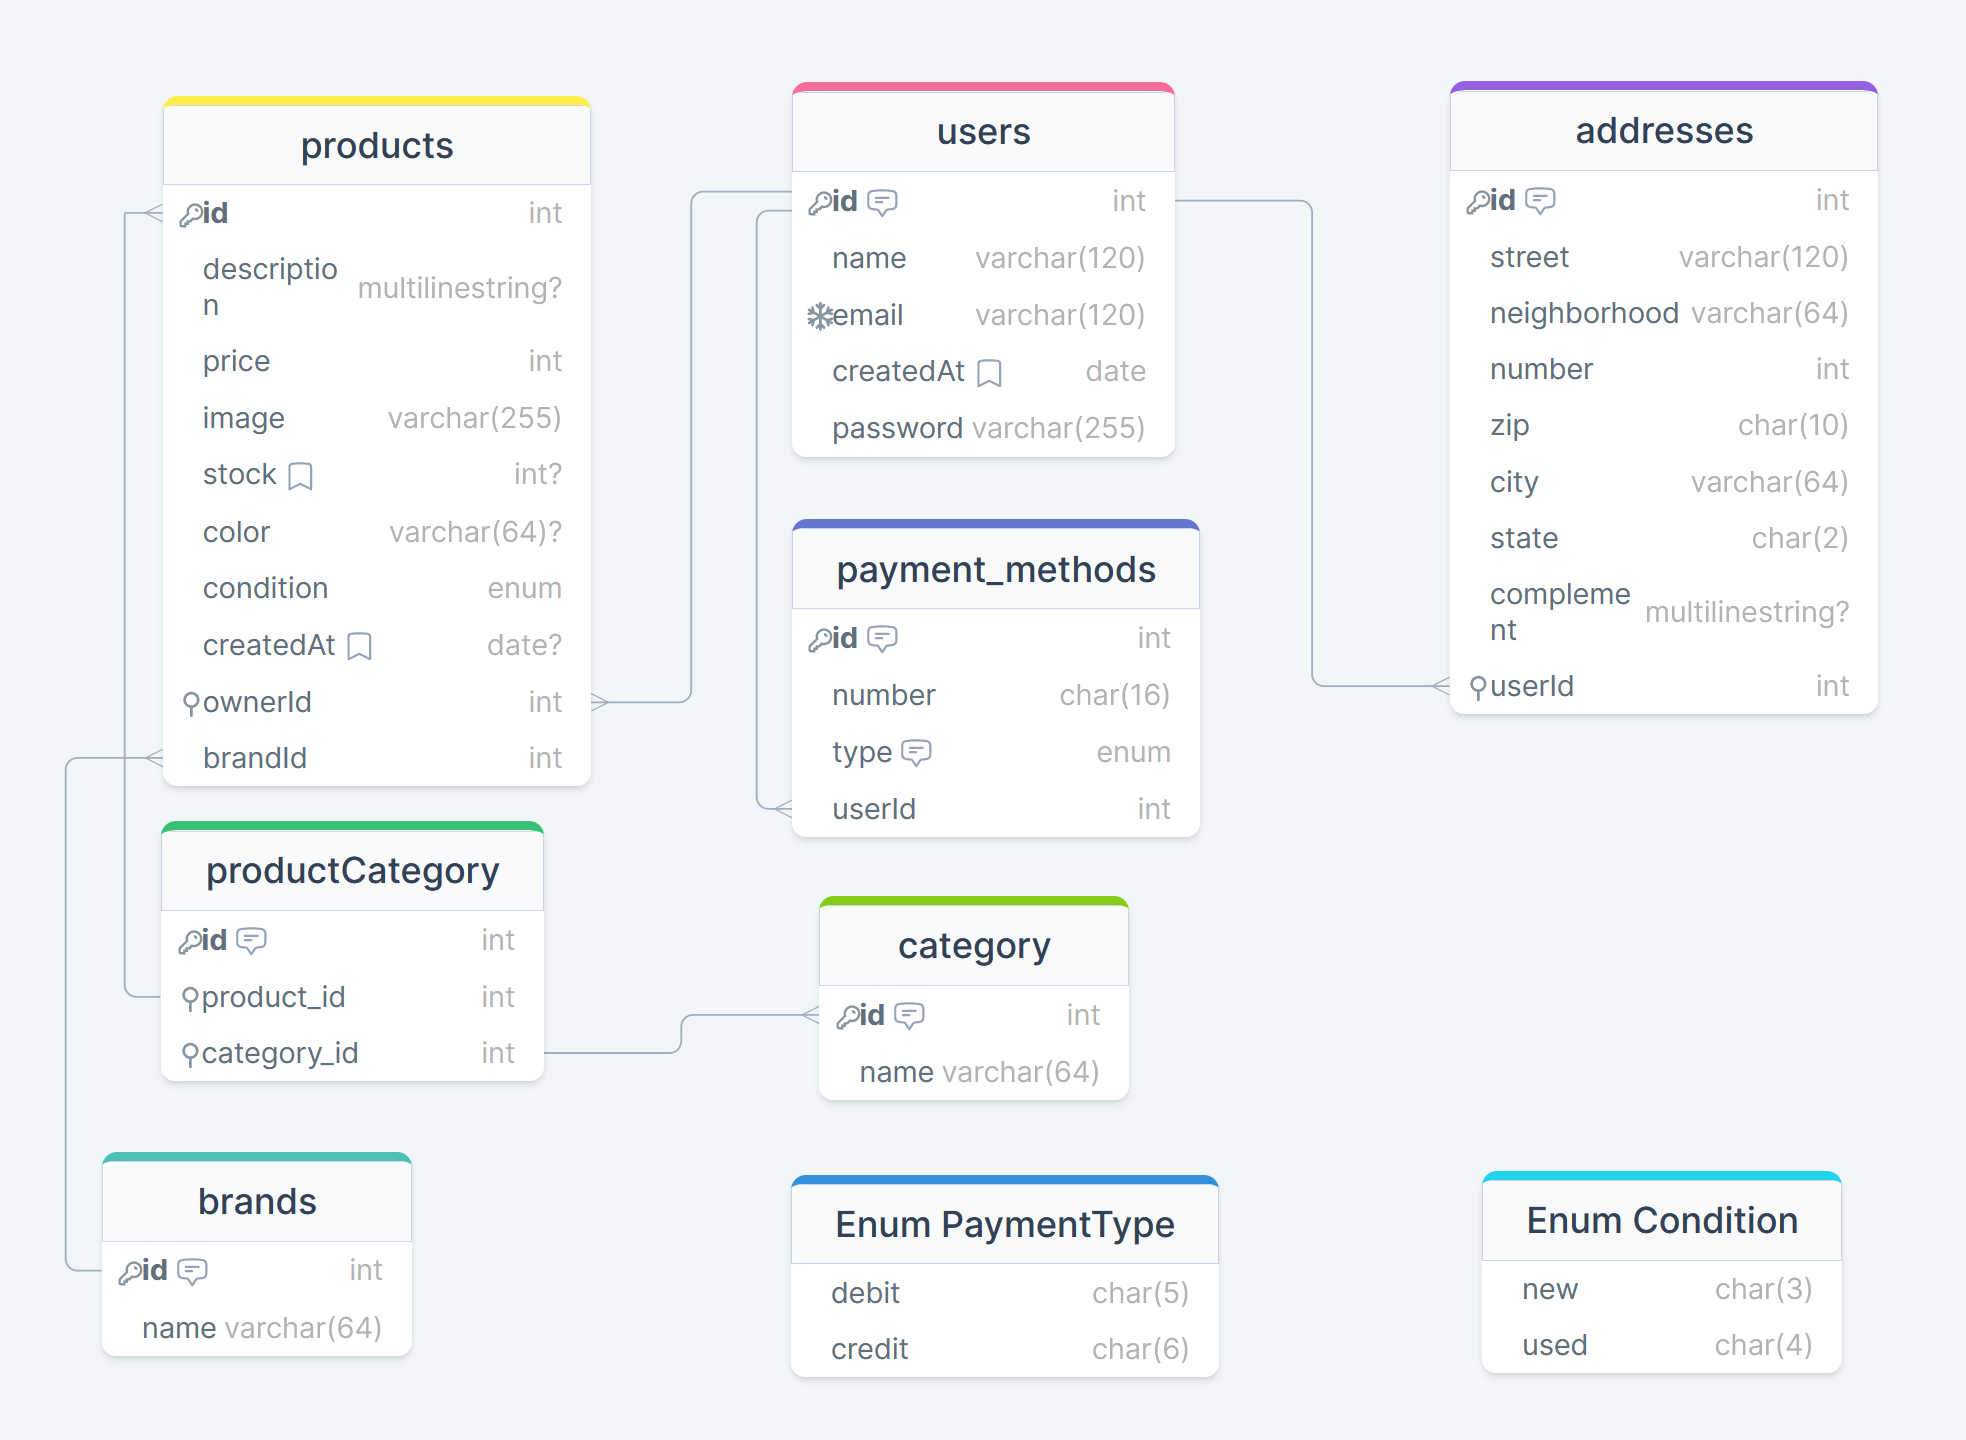 products
id int
descriptio
n multilinestring?
price int
image varchar(255)
stock int?
color varchar(64)?
condition enum
createdAt date?
ownerId int
brandId int
users
id int
name varchar(120)
email varchar(120)
createdAt date
password varchar(255)
addresses
id int
street varchar(120)
neighborhood varchar(64)
number int
zip char(10)
city varchar(64)
state char(2)
compleme
nt multilinestring?
userId int
payment_methods
id int
number char(16)
type enum
userId int
productCategory
id int
product_id int
category_id int
category
id int
name varchar(64)
brands
id int
name varchar(64)
Enum PaymentType
debit char(5)
credit char(6)
Enum Condition
new char(3)
used char(4)